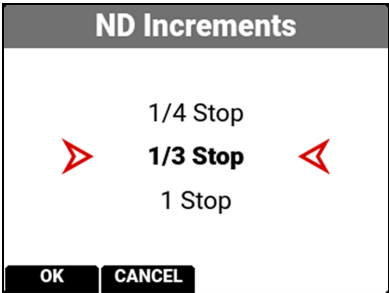 ND Increments
1/4 Stop
1/3 Stop
1 Stop
OK CANCEL